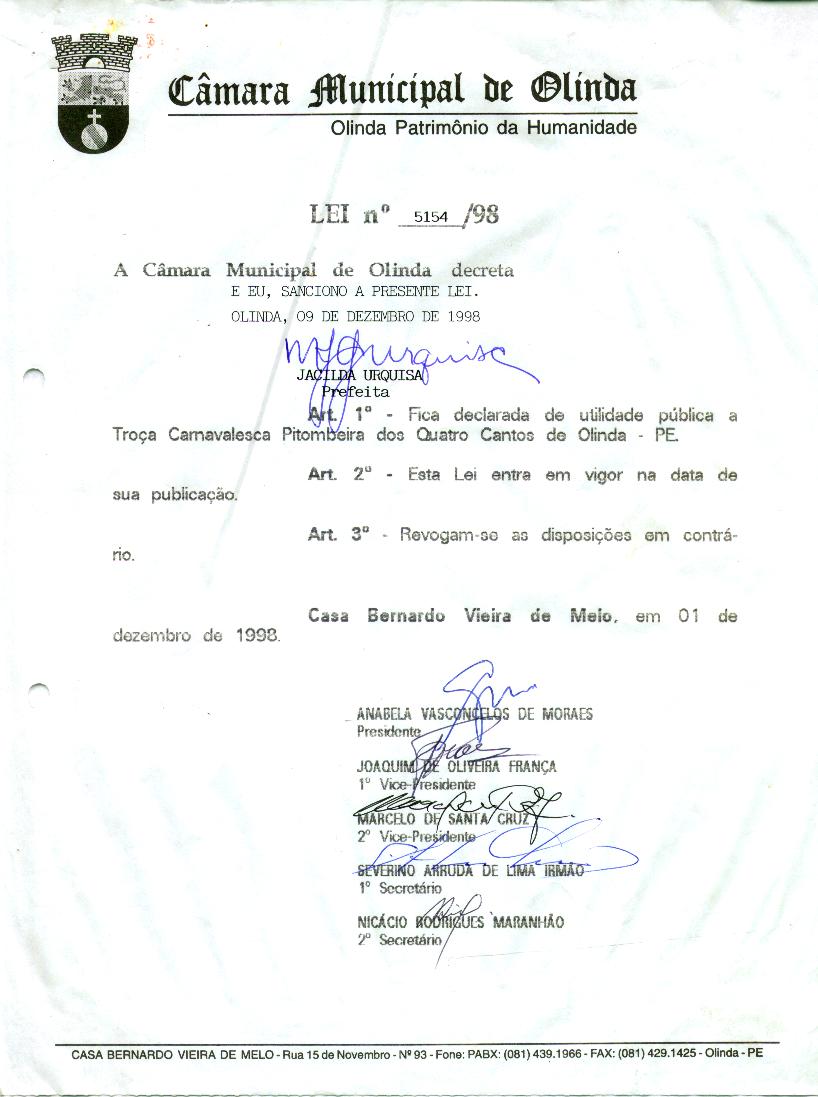 Câmara Municipal de Olinda
Olinda Patrimônio da Humanidade
LEI nº 5154 /98
A Câmara Municipal de Olinda decreta
E EU, SANCIONO A PRESENTE LEI.
OLINDA, 09 DE DEZEMBRO DE 1998
JACILDA URQUISA
Prefeita
Art. 1º - Fica declarada de utilidade pública a
Troça Carnavalesca Pitombeira dos Quatro Cantos de Olinda - PE.
Art. 2º - Esta Lei entra em vigor na data de
sua publicação.
Art. 3º - Revogam-se as disposições em contrá-
rio.
Casa Bernardo Vieira de Melo, em 01 de
dezembro de 1998.
ANABELA VASCONCELOS DE MORAES
Presidente
JOAQUIM DE OLIVEIRA FRANÇA
1º Vice-Presidente
MARCELO DE SANTA CRUZ
2º Vice-Presidente
SEVERINO ARRUDA DE LIMA IRMÃO
1º Secretário
NICÁCIO RODRIGUES MARANHÃO
2º Secretário
CASA BERNARDO VIEIRA DE MELO - Rua 15 de Novembro - Nº 93 - Fone: PABX: (081) 439.1966 - FAX: (081) 429.1425 - Olinda - PE